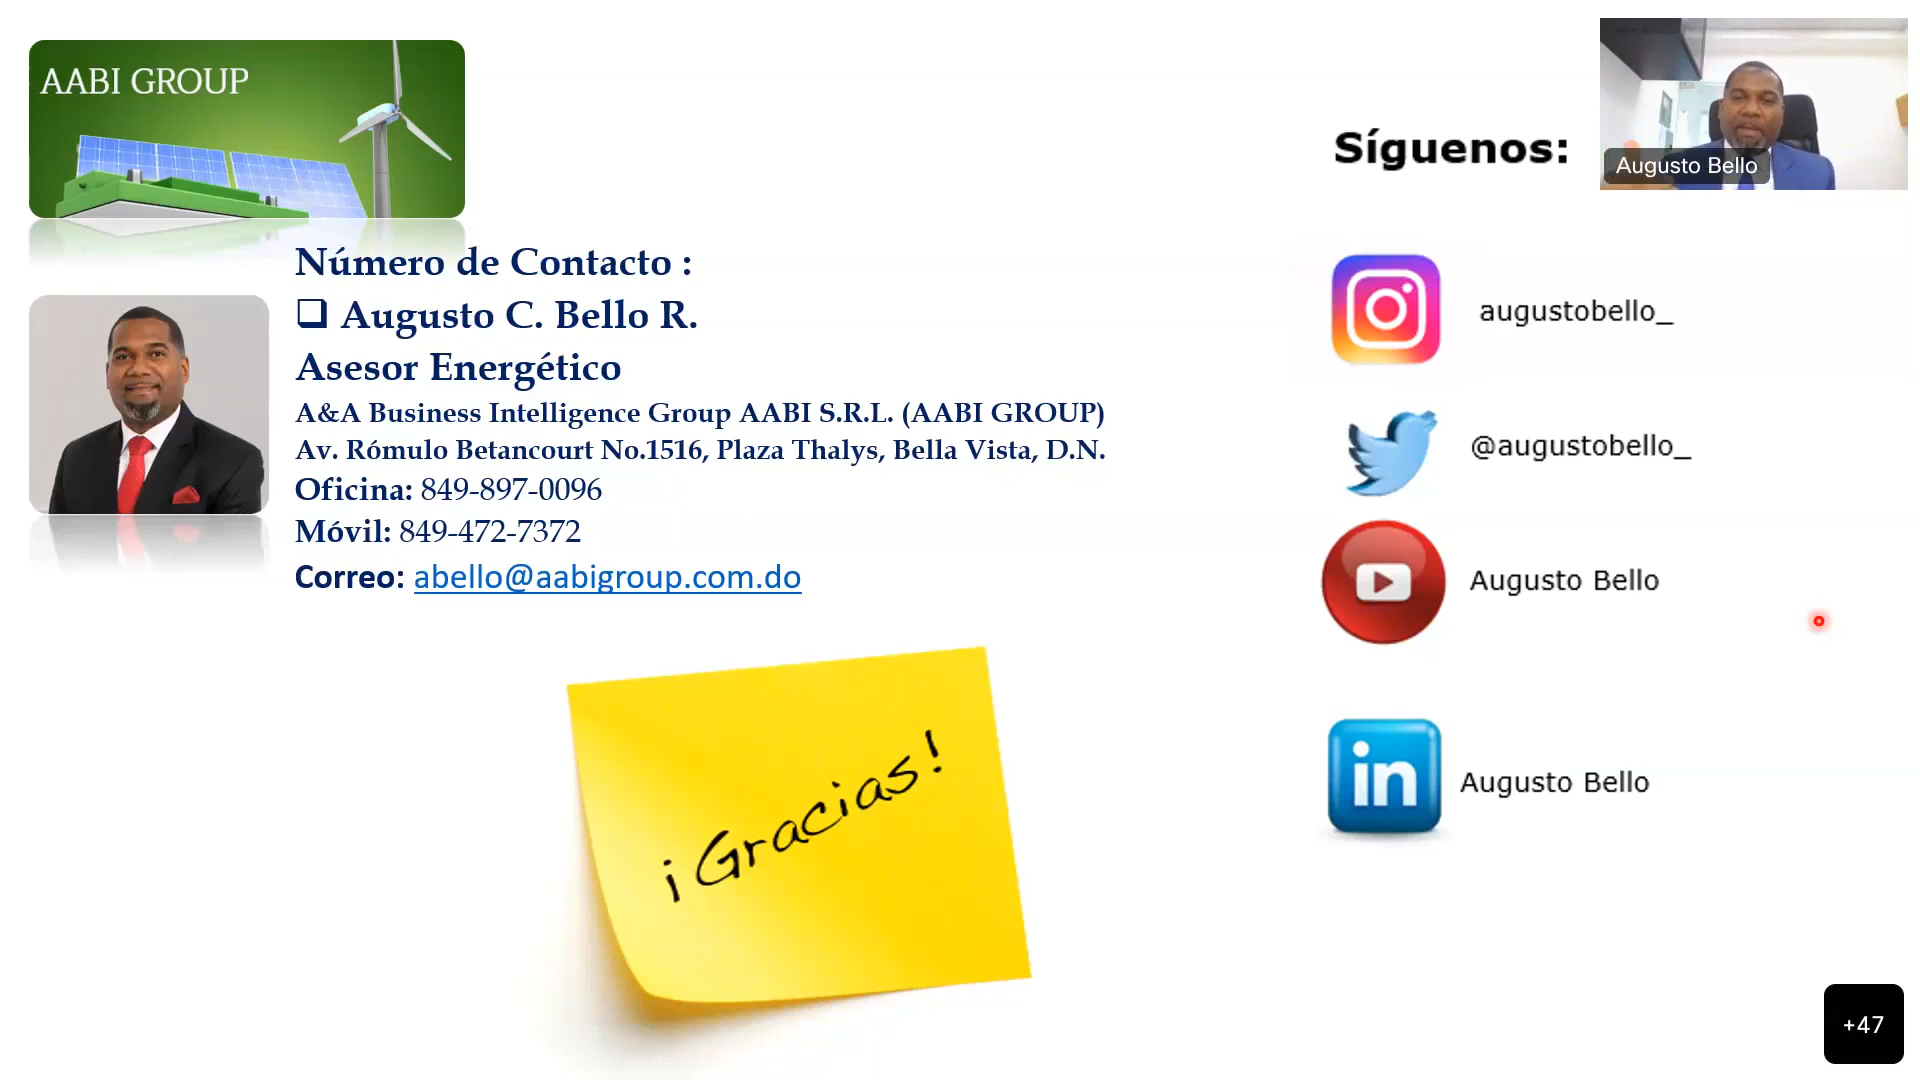 AABI GROUP
Número de Contacto :
❑ Augusto C. Bello R.
Asesor Energético
A&A Business Intelligence Group AABI S.R.L. (AABI GROUP)
Av. Rómulo Betancourt No.1516, Plaza Thalys, Bella Vista, D.N.
Oficina: 849-897-0096
Móvil: 849-472-7372
Correo: abello@aabigroup.com.do
¡Gracias!
Síguenos:
Augusto Bello
augustobello_
@augustobello_
Augusto Bello
in
Augusto Bello
+47